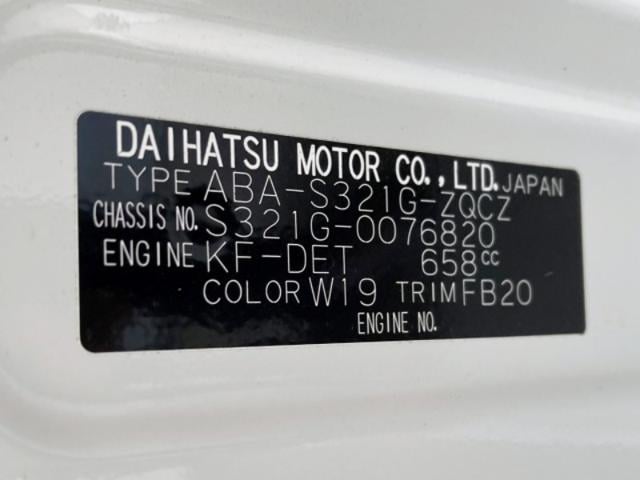 DAIHATSU MOTOR CO., LTD. JAPAN
TYPE ABA-S321G-ZQCZ
CHASSIS NO. S321G-0076820
ENGINE KF-DET 658cc
COLOR W19 TRIM FB20
ENGINE NO.